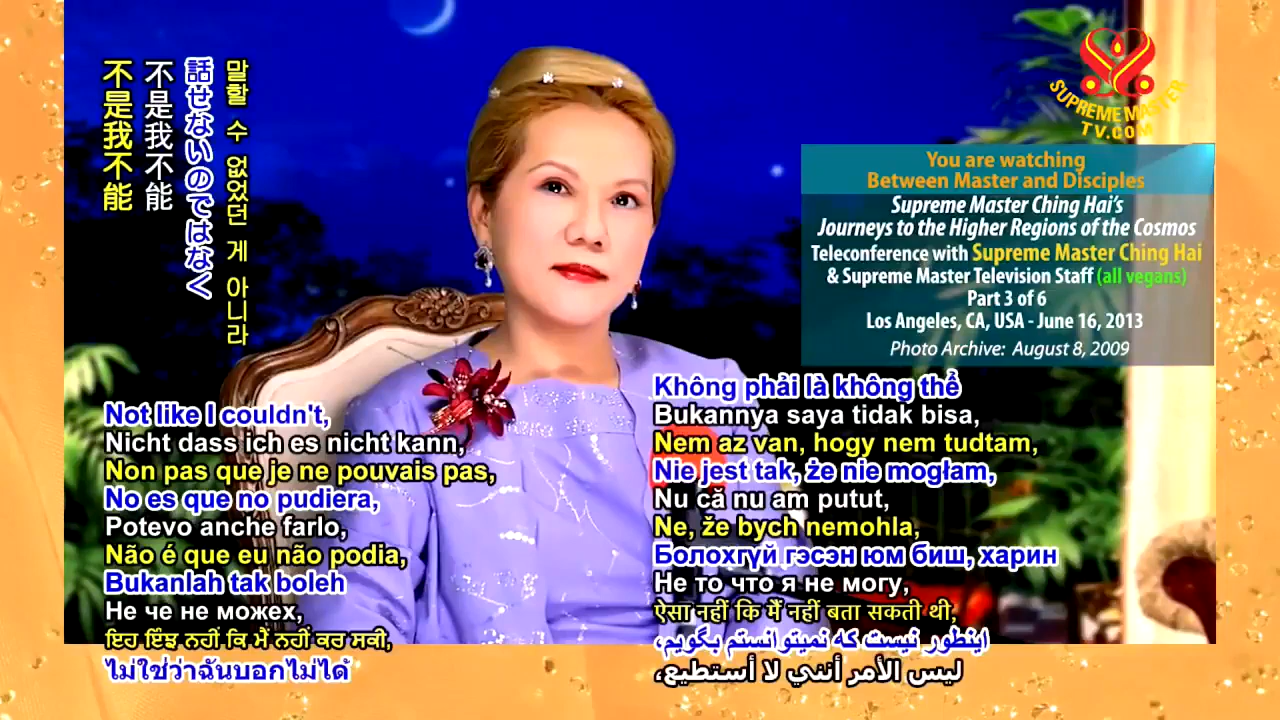 不是我不能
不是我不能
話せないのではなく
말할 수 없었던 게 아니라
SUPREME MASTER
TV.COM
You are watching
Between Master and Disciples
Supreme Master Ching Hai's
Journeys to the Higher Regions of the Cosmos
Teleconference with Supreme Master Ching Hai
& Supreme Master Television Staff (all vegans)
Part 3 of 6
Los Angeles, CA, USA - June 16, 2013
Photo Archive: August 8, 2009
Not like I couldn't,
Nicht dass ich es nicht kann,
Non pas que je ne pouvais pas,
No es que no pudiera,
Potevo anche farlo,
Não é que eu não podia,
Bukanlah tak boleh
Не че не можех,
ਇਹ ਇੰਝ ਨਹੀਂ ਕਿ ਮੈਂ ਨਹੀਂ ਕਰ ਸਕੀ,
ไม่ใช่ว่าฉันบอกไม่ได้
Không phải là không thể
Bukannya saya tidak bisa,
Nem az van, hogy nem tudtam,
Nie jest tak, że nie mogłam,
Nu că nu am putut,
Ne, že bych nemohla,
Болохгүй гэсэн юм биш, харин
Не то что я не могу,
ऐसा नहीं कि मैं नहीं बता सकती थी,
اینطور نیست که نمیتوانستم بگویم،
ليس الأمر أنني لا أستطيع،